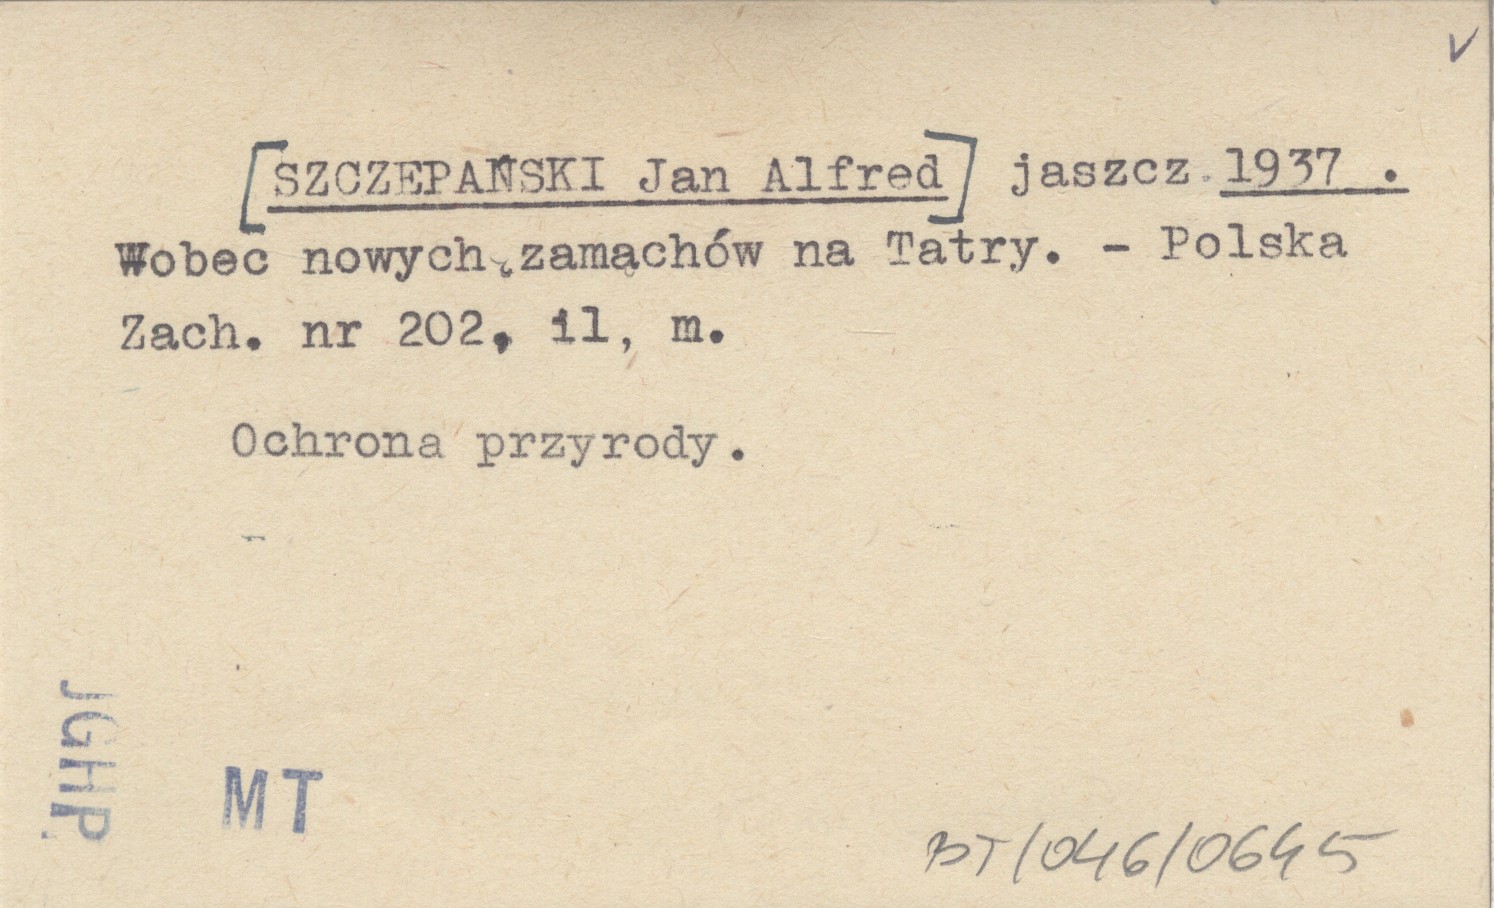 V
[SZCZEPAŃSKI Jan Alfred] jaszcz. 1937 .
Wobec nowych zamachów na Tatry. - Polska
Zach. nr 202, il, m.
Ochrona przyrody.
JGHP.
MT
BT/046/0645